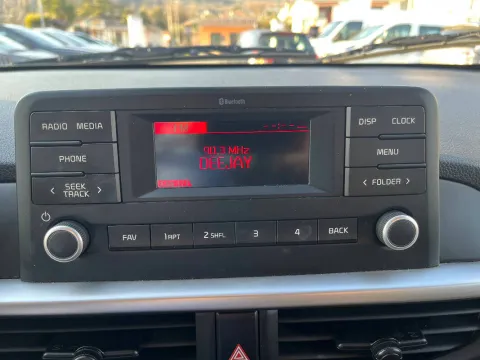 Bluetooth
RADIO MEDIA
DISP CLOCK
90.3 MHz
DEEJAY
PHONE
MENU
SEEK
TRACK
FOLDER
FAV 1 RPT 2 SHFL 3 4 BACK